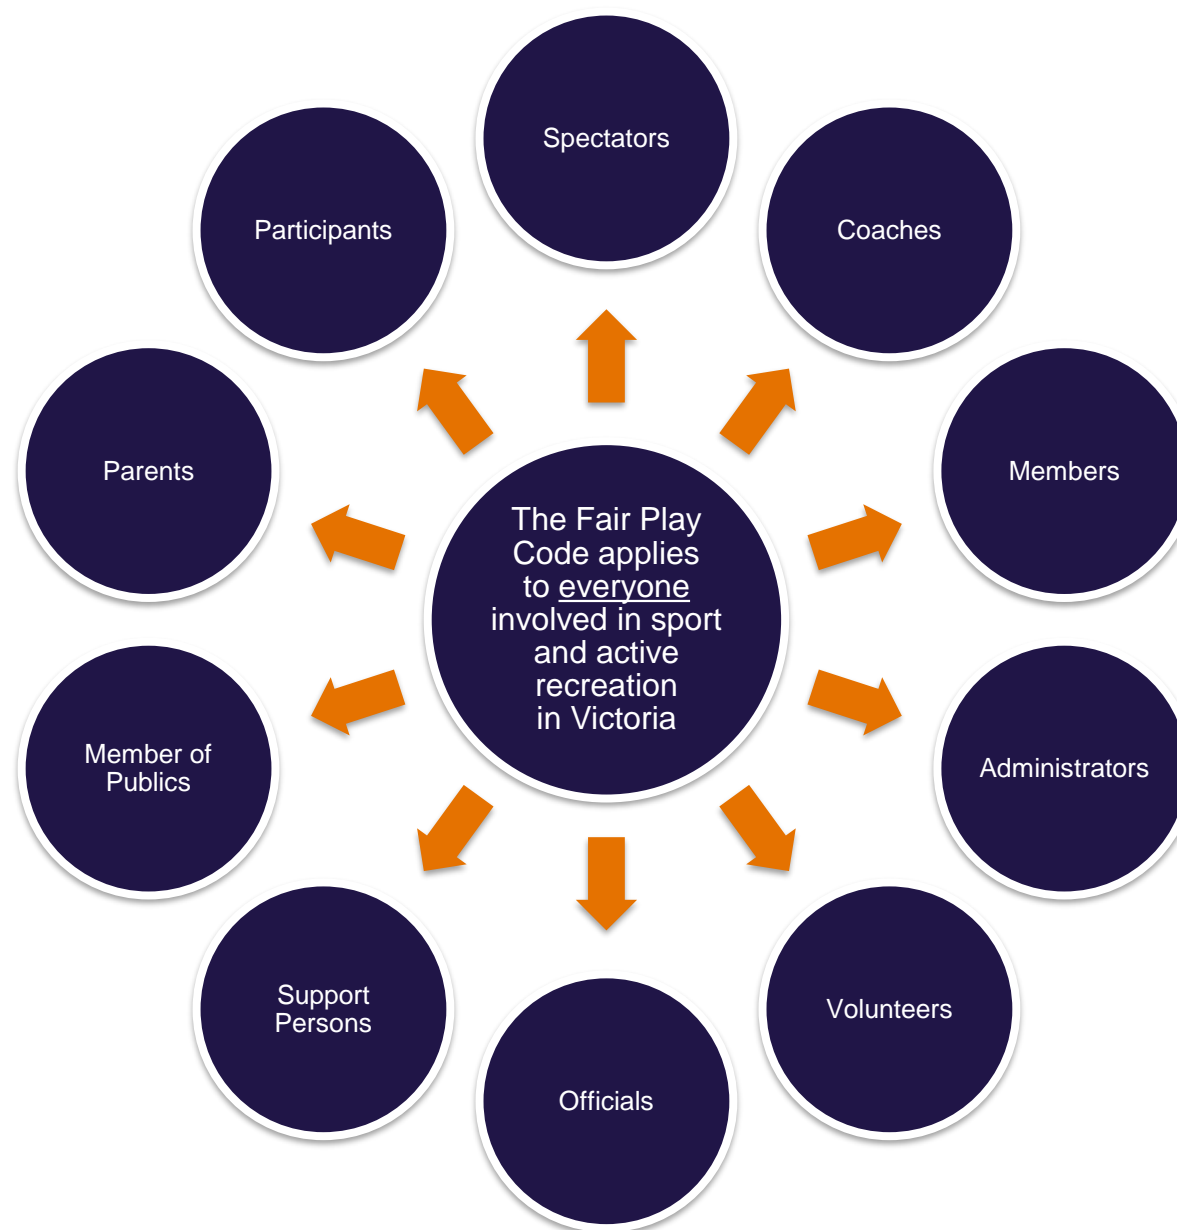 Spectators
Coaches
Members
Administrators
Volunteers
Officials
Support
Persons
Member of
Publics
Parents
Participants
The Fair Play
Code applies
to everyone
involved in sport
and active
recreation
in Victoria